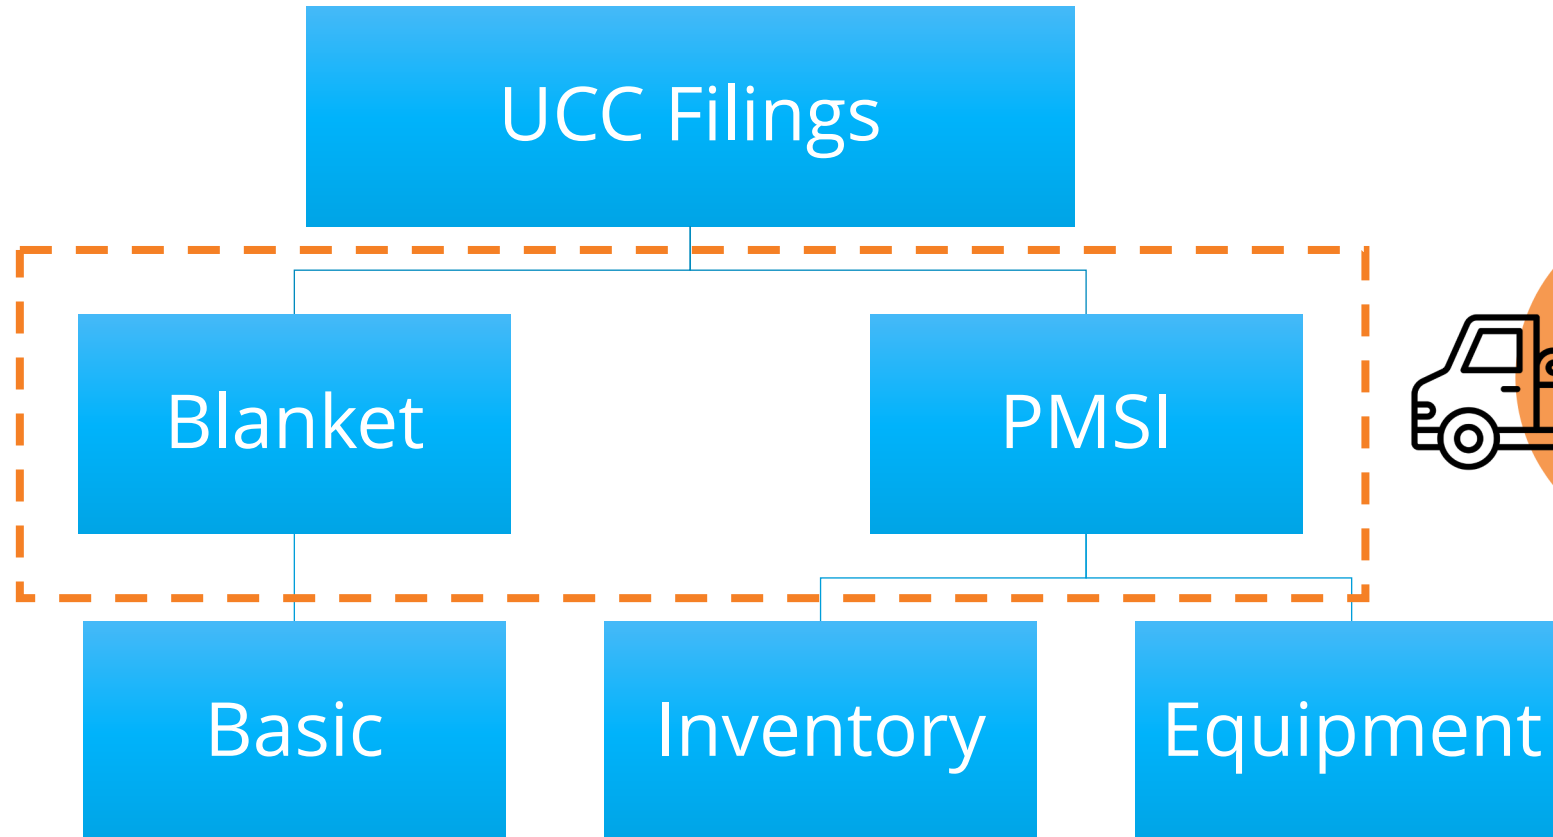 UCC Filings
Blanket
PMSI
Basic
Inventory
Equipment